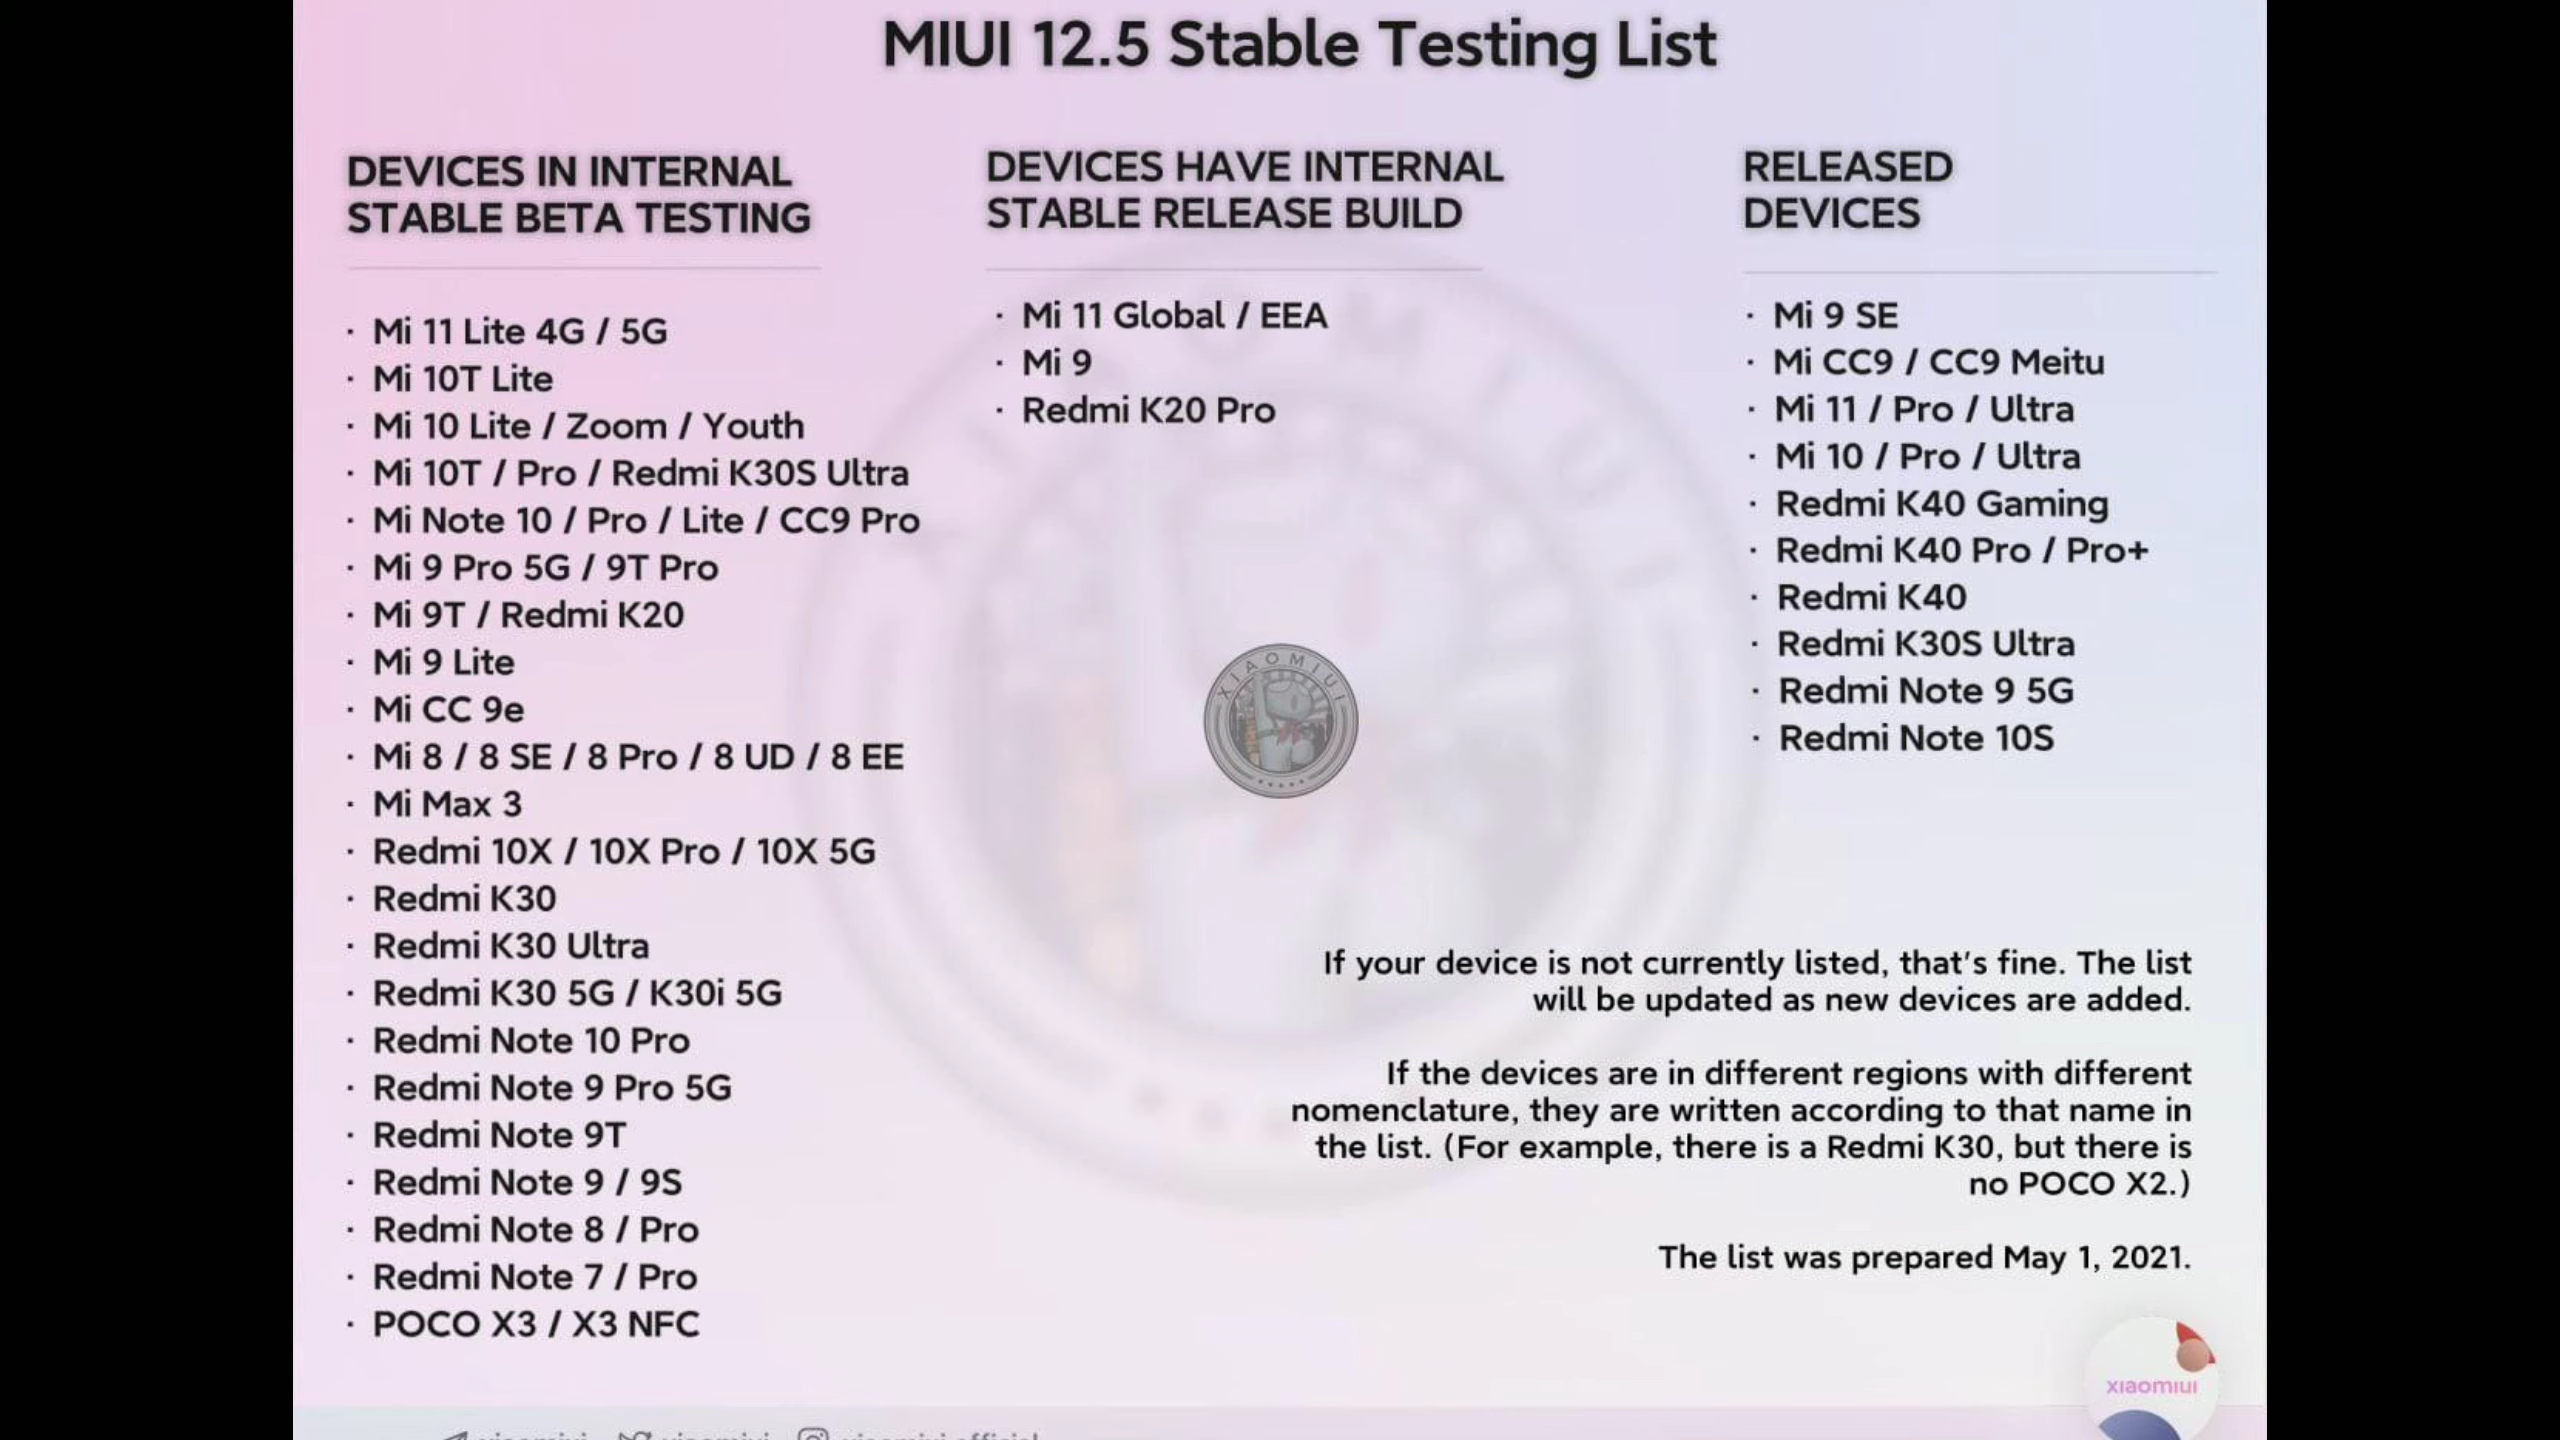 MIUI 12.5 Stable Testing List
DEVICES IN INTERNAL
STABLE BETA TESTING
· Mi 11 Lite 4G / 5G
· Mi 10T Lite
· Mi 10 Lite / Zoom / Youth
· Mi 10T / Pro / Redmi K30S Ultra
· Mi Note 10 / Pro / Lite / CC9 Pro
· Mi 9 Pro 5G / 9T Pro
· Mi 9T / Redmi K20
· Mi 9 Lite
· Mi CC 9e
· Mi 8 / 8 SE / 8 Pro / 8 UD / 8 EE
· Mi Max 3
· Redmi 10X / 10X Pro / 10X 5G
· Redmi K30
· Redmi K30 Ultra
· Redmi K30 5G / K30i 5G
· Redmi Note 10 Pro
· Redmi Note 9 Pro 5G
· Redmi Note 9T
· Redmi Note 9 / 9S
· Redmi Note 8 / Pro
· Redmi Note 7 / Pro
· POCO X3 / X3 NFC
DEVICES HAVE INTERNAL
STABLE RELEASE BUILD
· Mi 11 Global / EEA
· Mi 9
· Redmi K20 Pro
RELEASED
DEVICES
· Mi 9 SE
· Mi CC9 / CC9 Meitu
· Mi 11 / Pro / Ultra
· Mi 10 / Pro / Ultra
· Redmi K40 Gaming
· Redmi K40 Pro / Pro+
· Redmi K40
· Redmi K30S Ultra
· Redmi Note 9 5G
· Redmi Note 10S
XIAOMIUI
If your device is not currently listed, that's fine. The list
will be updated as new devices are added.
If the devices are in different regions with different
nomenclature, they are written according to that name in
the list. (For example, there is a Redmi K30, but there is
no POCO X2.)
The list was prepared May 1, 2021.
xiaomiui